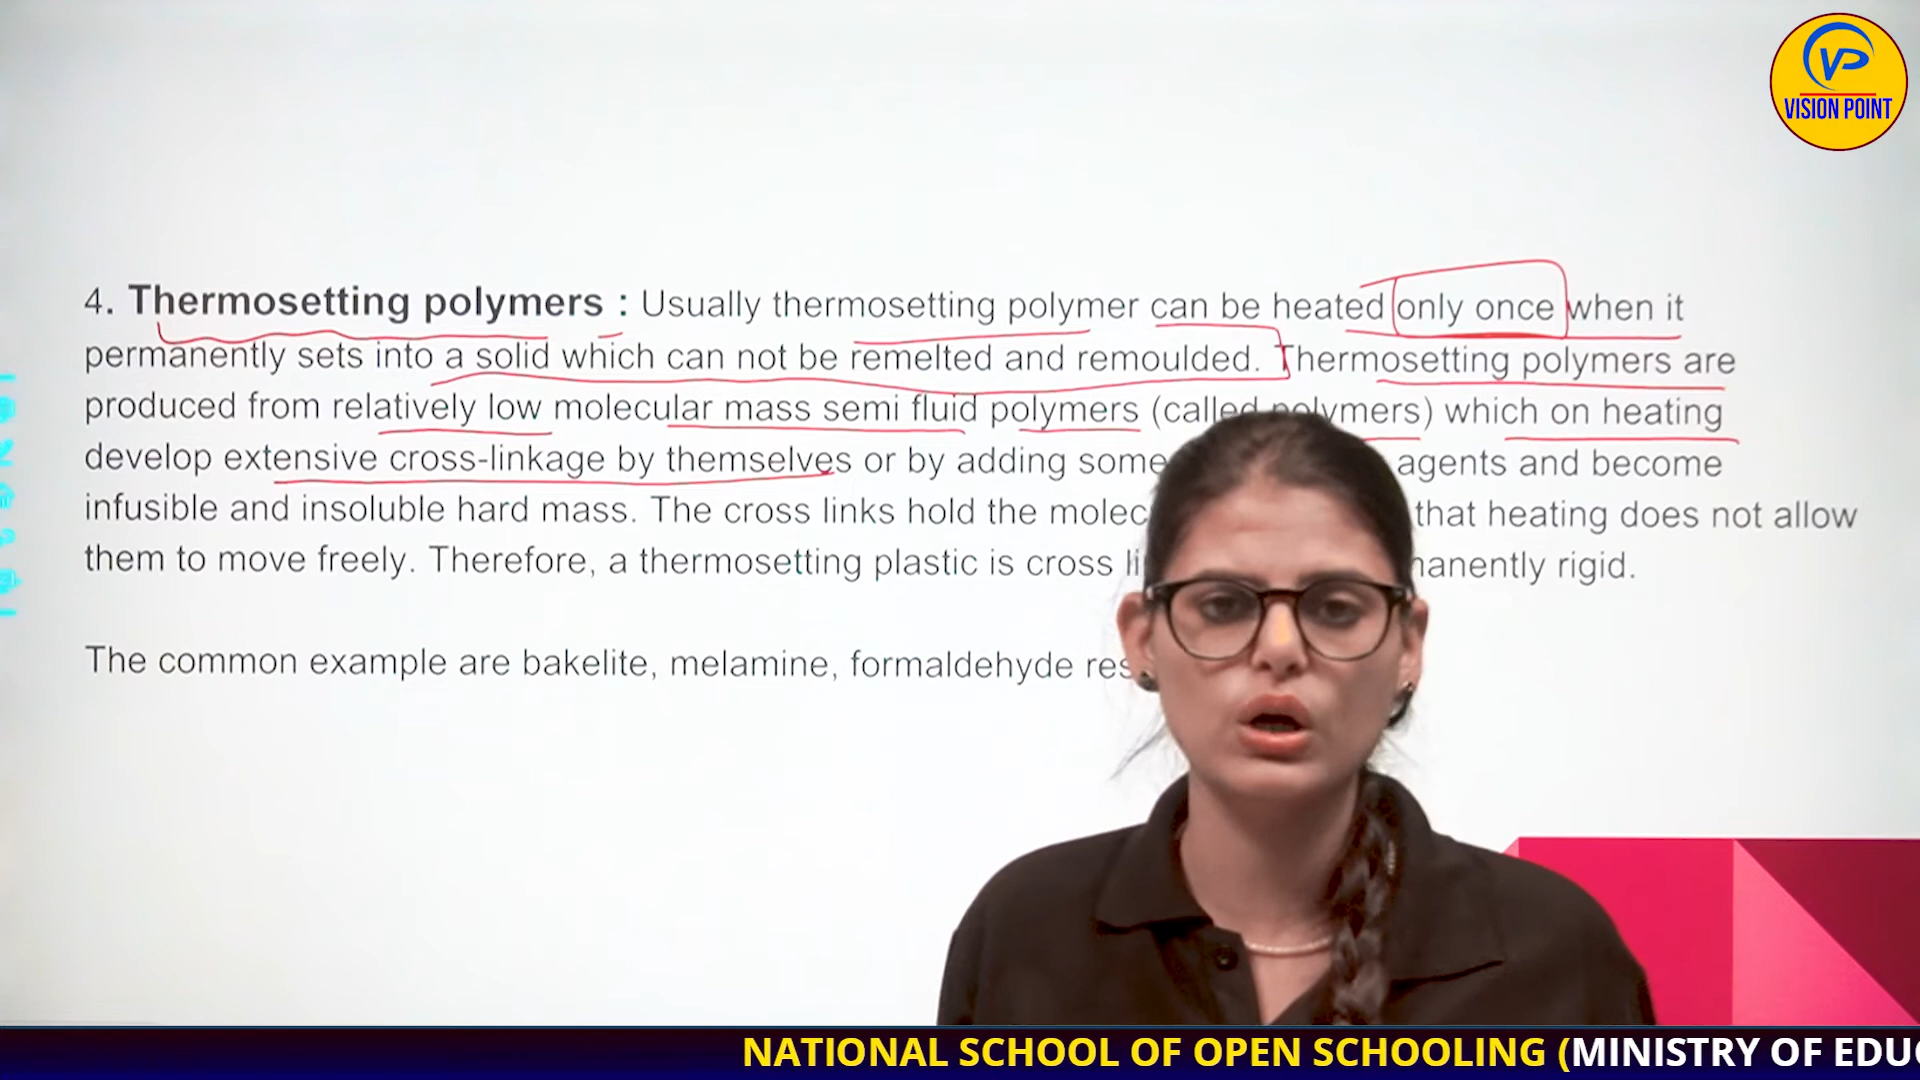 VP
VISION POINT
4. Thermosetting polymers : Usually thermosetting polymer can be heated only once when it
permanently sets into a solid which can not be remelted and remoulded. Thermosetting polymers are
produced from relatively low molecular mass semi fluid polymers (called polymers) which on heating
develop extensive cross-linkage by themselves or by adding some agents and become
infusible and insoluble hard mass. The cross links hold the that heating does not allow
them to move freely. Therefore, a thermosetting plastic is cross rigid.
The common example are bakelite, melamine, formaldehyde
NATIONAL SCHOOL OF OPEN SCHOOLING (MINISTRY OF